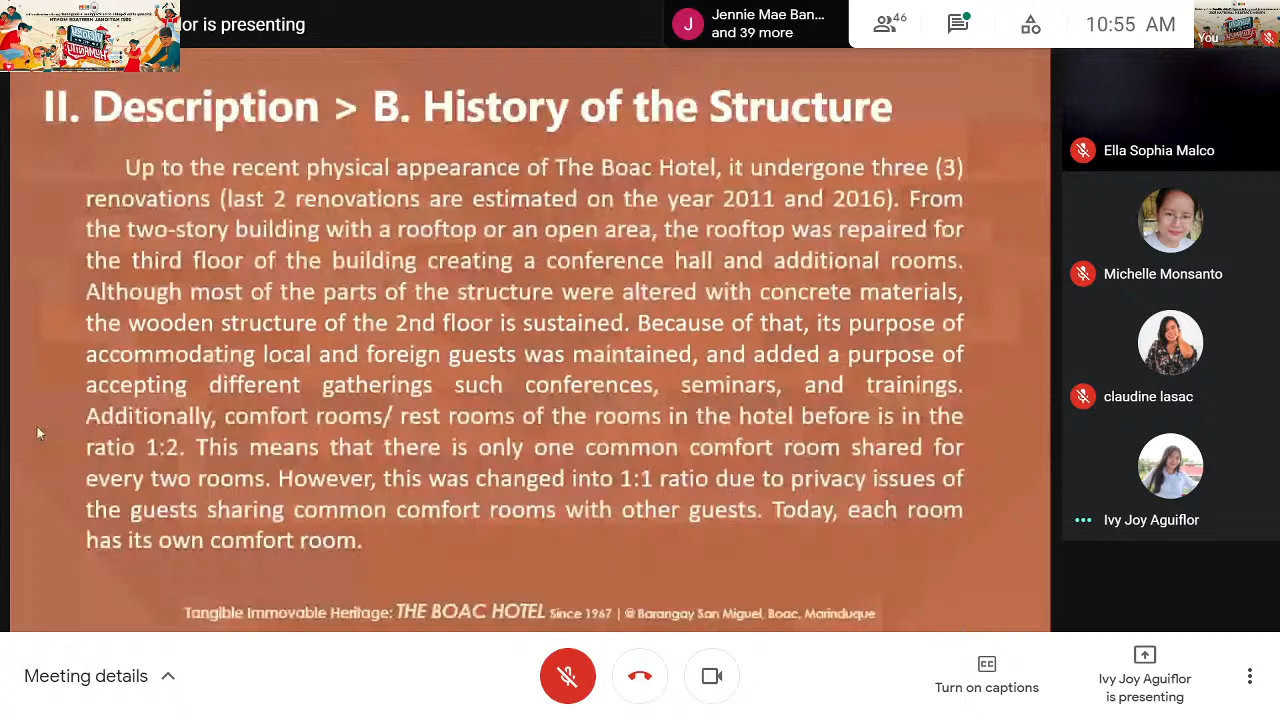 or is presenting
J
Jennie Mae Ban...
and 39 more
46
10:55 AM
You
II. Description > B. History of the Structure
Up to the recent physical appearance of The Boac Hotel, it undergone three (3)
renovations (last 2 renovations are estimated on the year 2011 and 2016). From
the two-story building with a rooftop or an open area, the rooftop was repaired for
the third floor of the building creating a conference hall and additional rooms.
Although most of the parts of the structure were altered with concrete materials,
the wooden structure of the 2nd floor is sustained. Because of that, its purpose of
accommodating local and foreign guests was maintained, and added a purpose of
accepting different gatherings such conferences, seminars, and trainings.
Additionally, comfort rooms/ rest rooms of the rooms in the hotel before is in the
ratio 1:2. This means that there is only one common comfort room shared for
every two rooms. However, this was changed into 1:1 ratio due to privacy issues of
the guests sharing common comfort rooms with other guests. Today, each room
has its own comfort room.
Tangible Immovable Heritage: THE BOAC HOTEL Since 1967 | @ Barangay San Miguel, Boac, Marinduque
Ella Sophia Malco
Michelle Monsanto
claudine lasac
Ivy Joy Aguiflor
Meeting details
CC
Turn on captions
Ivy Joy Aguiflor
is presenting